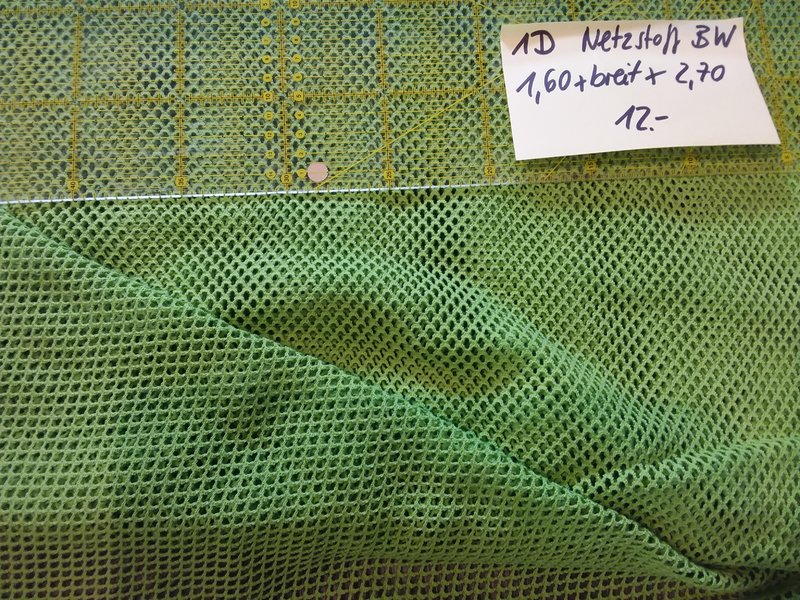 1D Netzstoff BW
1,60 + breit x 2,70
12.-